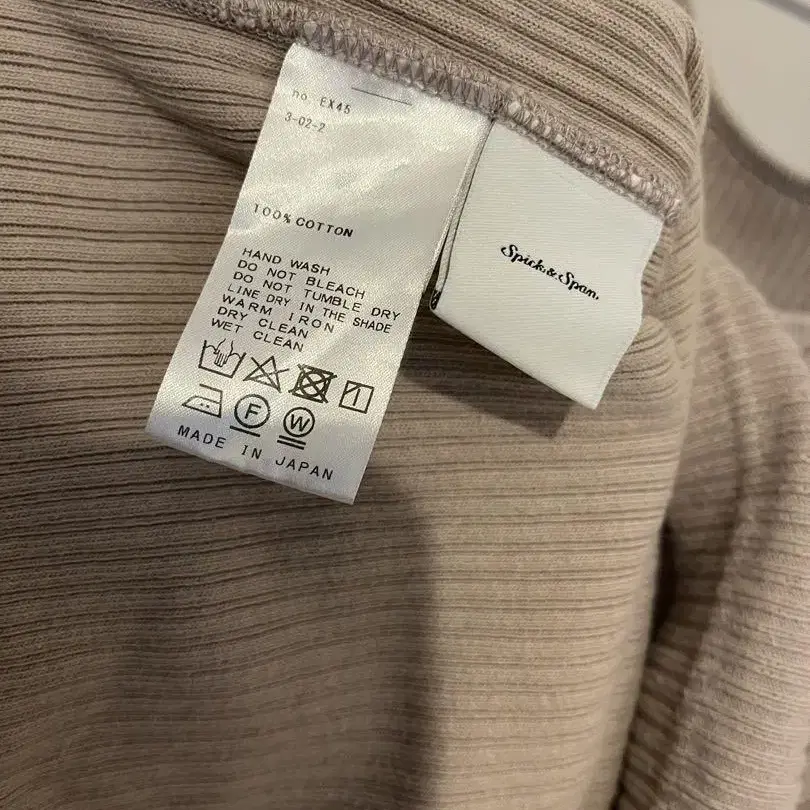 no. EX45
3-02-2
100% COTTON
HAND WASH
DO NOT BLEACH
DO NOT TUMBLE DRY
LINE DRY IN THE SHADE
WARM IRON
DRY CLEAN
WET CLEAN
F W
MADE IN JAPAN
Spick & Span.